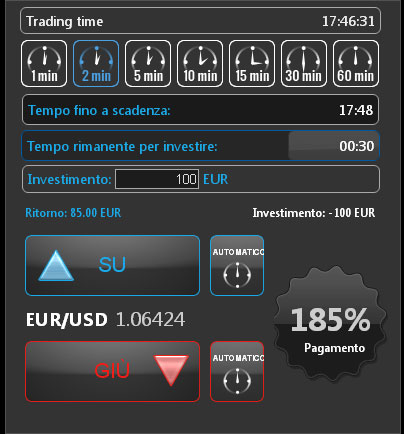 Trading time 17:46:31
1 min 2 min 5 min 10 min 15 min 30 min 60 min
Tempo fino a scadenza: 17:48
Tempo rimanente per investire: 00:30
Investimento: 100 EUR
Ritorno: 85.00 EUR Investimento: -100 EUR
SU AUTOMATICO
EUR/USD 1.06424
185%
Pagamento
GIÙ AUTOMATICO